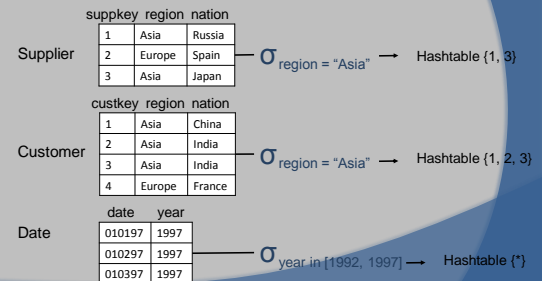 suppkey region nation
1 Asia Russia
Supplier 2 Europe Spain σ region = “Asia” → Hashtable {1, 3}
3 Asia Japan
custkey region nation
1 Asia China
Customer 2 Asia India
3 Asia India σ region = “Asia” → Hashtable {1, 2, 3}
4 Europe France
date year
Date 010197 1997
010297 1997 σ year in [1992, 1997] → Hashtable {*}
010397 1997